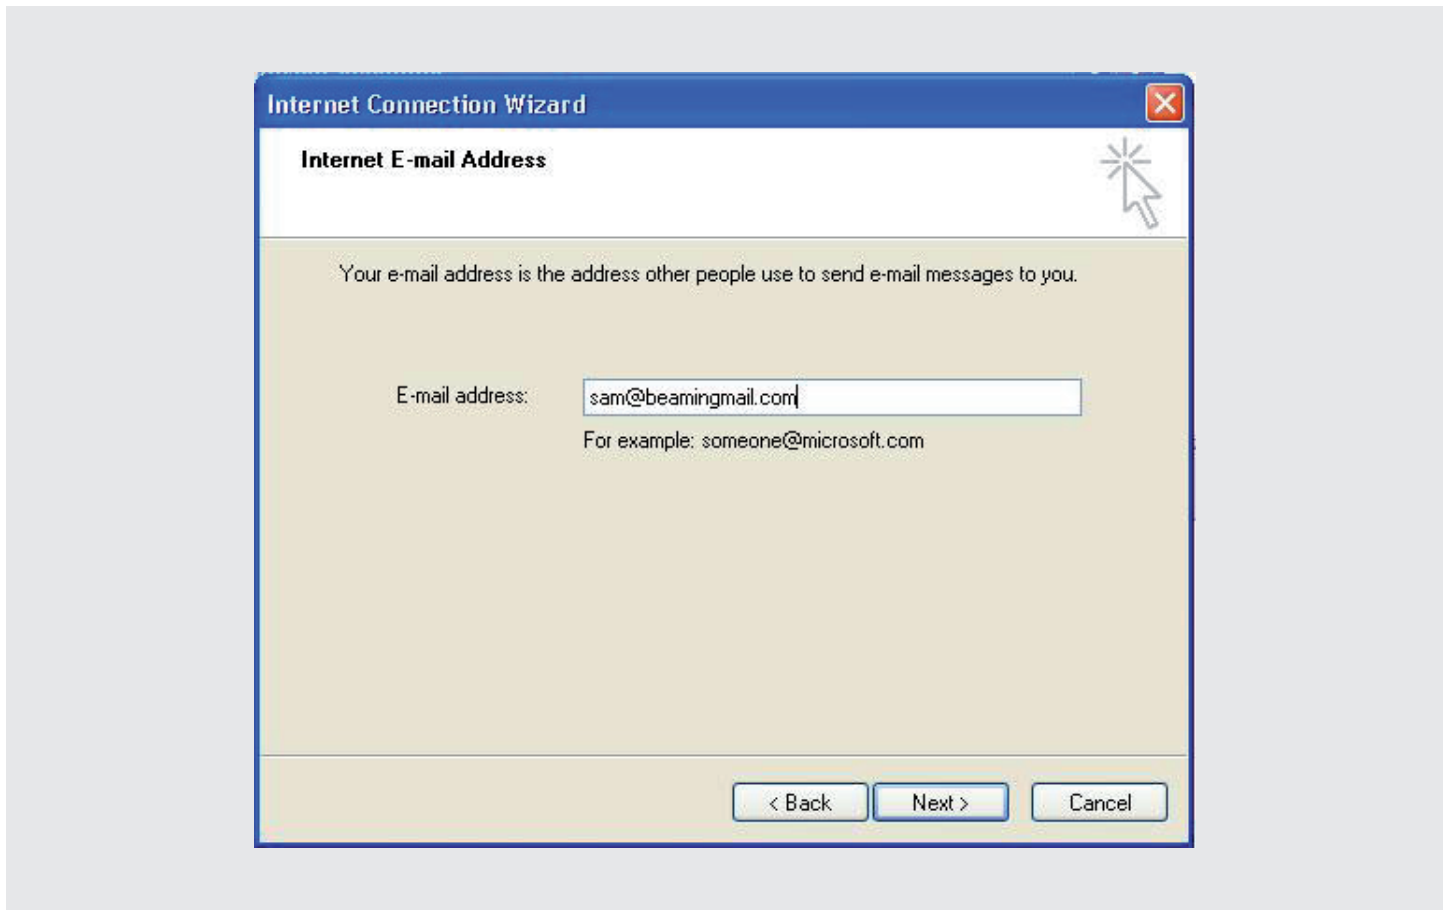 Internet Connection Wizard
Internet E-mail Address
Your e-mail address is the address other people use to send e-mail messages to you.
E-mail address: sam@beamingmail.com
For example: someone@microsoft.com
< Back Next > Cancel